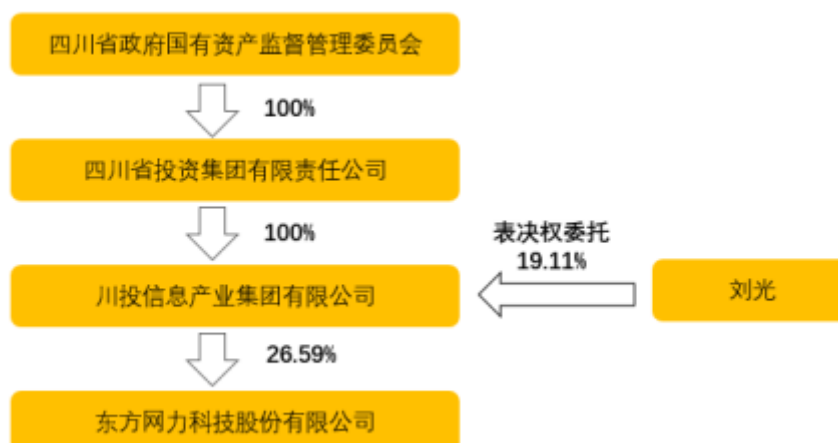 四川省政府国有资产监督管理委员会
100%
四川省投资集团有限责任公司
100%
表决权委托
19.11%
川投信息产业集团有限公司
刘光
26.59%
东方网力科技股份有限公司